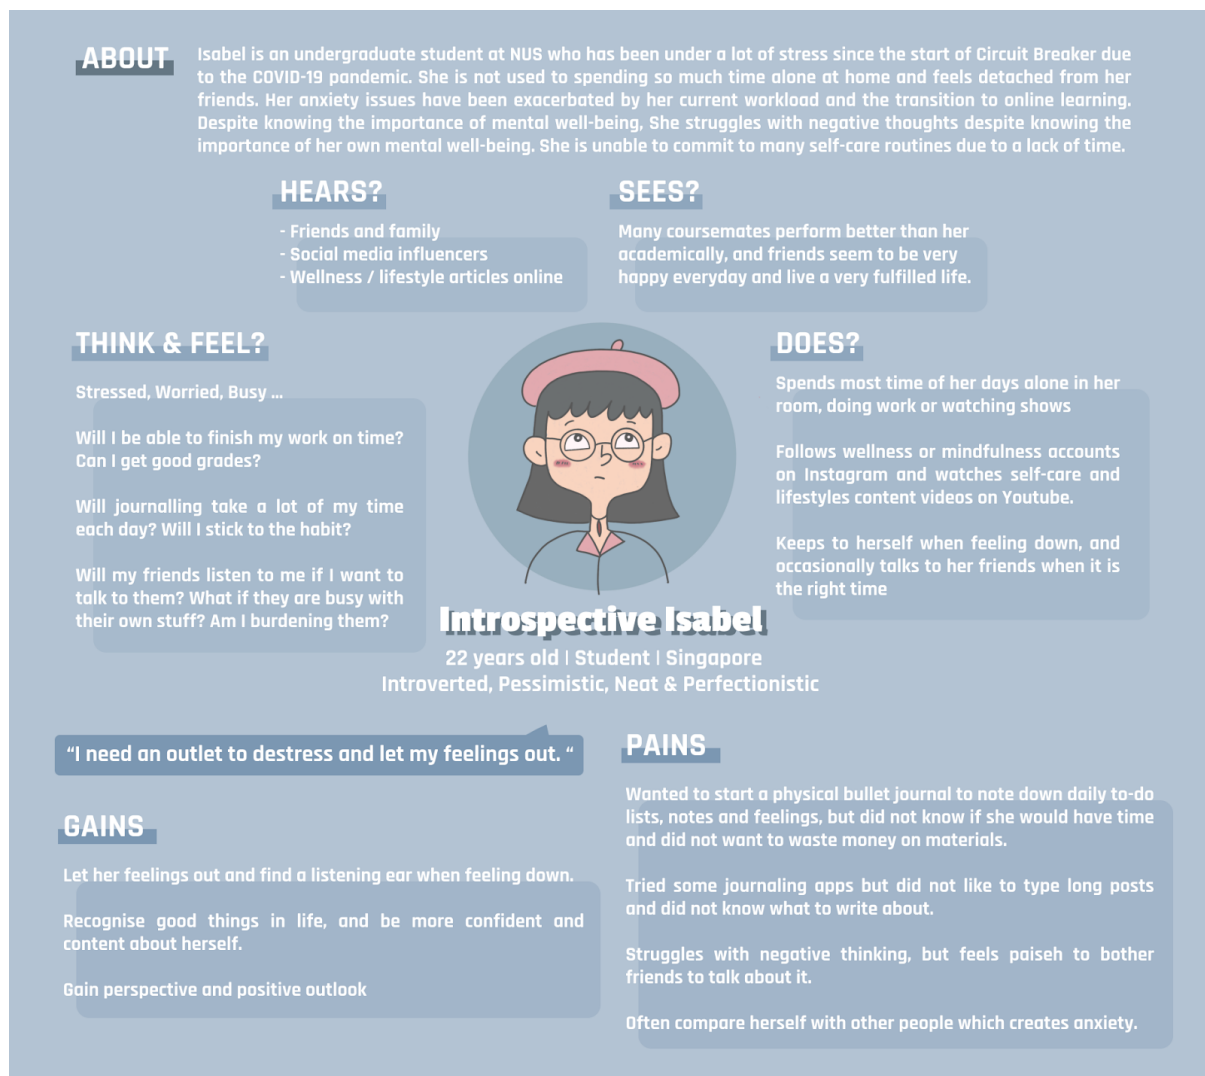 ABOUT
Isabel is an undergraduate student at NUS who has been under a lot of stress since the start of Circuit Breaker due
to the COVID-19 pandemic. She is not used to spending so much time alone at home and feels detached from her
friends. Her anxiety issues have been exacerbated by her current workload and the transition to online learning.
Despite knowing the importance of mental well-being, She struggles with negative thoughts despite knowing the
importance of her own mental well-being. She is unable to commit to many self-care routines due to a lack of time.
HEARS?
- Friends and family
- Social media influencers
- Wellness / lifestyle articles online
SEES?
Many coursemates perform better than her
academically, and friends seem to be very
happy everyday and live a very fulfilled life.
THINK & FEEL?
Stressed, Worried, Busy ...
Will I be able to finish my work on time?
Can I get good grades?
Will journalling take a lot of my time
each day? Will I stick to the habit?
Will my friends listen to me if I want to
talk to them? What if they are busy with
their own stuff? Am I burdening them?
DOES?
Spends most time of her days alone in her
room, doing work or watching shows
Follows wellness or mindfulness accounts
on Instagram and watches self-care and
lifestyles content videos on Youtube.
Keeps to herself when feeling down, and
occasionally talks to her friends when it is
the right time
Introspective Isabel
22 years old | Student | Singapore
Introverted, Pessimistic, Neat & Perfectionistic
“I need an outlet to destress and let my feelings out. “
GAINS
Let her feelings out and find a listening ear when feeling down.
Recognise good things in life, and be more confident and
content about herself.
Gain perspective and positive outlook
PAINS
Wanted to start a physical bullet journal to note down daily to-do
lists, notes and feelings, but did not know if she would have time
and did not want to waste money on materials.
Tried some journaling apps but did not like to type long posts
and did not know what to write about.
Struggles with negative thinking, but feels paiseh to bother
friends to talk about it.
Often compare herself with other people which creates anxiety.